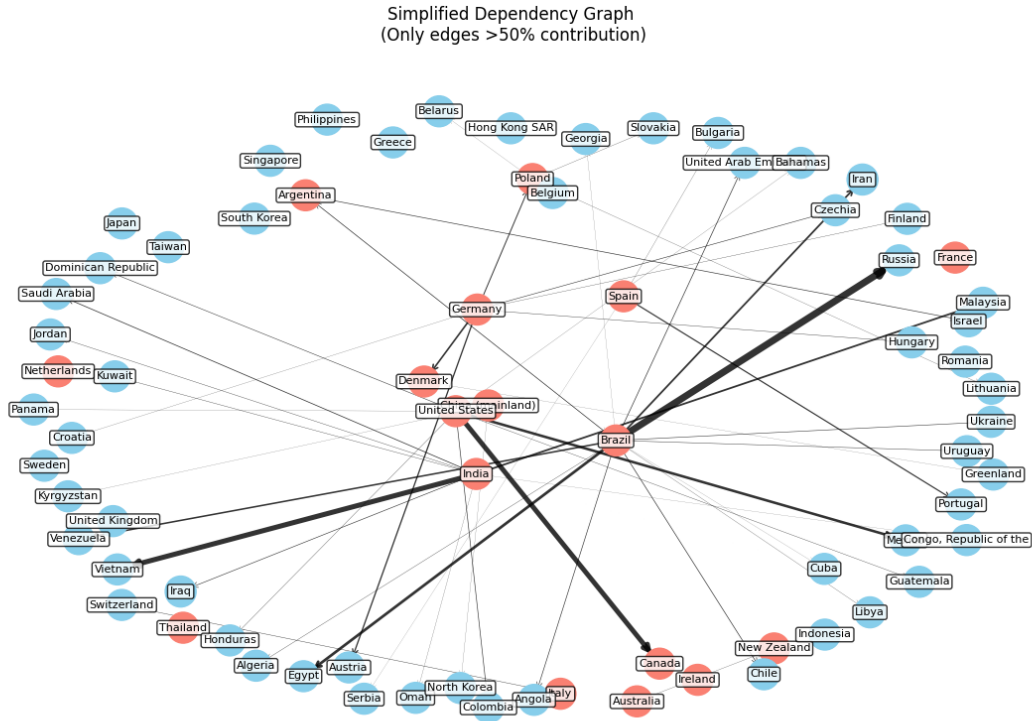 Simplified Dependency Graph
(Only edges >50% contribution)
Belarus
Philippines
Hong Kong SAR
Slovakia
Bulgaria
Georgia
Greece
Singapore
United Arab Em
Bahamas
Poland
Iran
Belgium
Argentina
Czechia
South Korea
Finland
Japan
Taiwan
Russia
France
Dominican Republic
Saudi Arabia
Spain
Malaysia
Germany
Israel
Jordan
Hungary
Romania
Netherlands
Kuwait
Denmark
Lithuania
China (mainland)
Panama
United States
Ukraine
Croatia
Brazil
Uruguay
Sweden
India
Greenland
Kyrgyzstan
Portugal
United Kingdom
Venezuela
Me
Congo, Republic of the
Vietnam
Cuba
Guatemala
Iraq
Switzerland
Libya
Thailand
Indonesia
Honduras
New Zealand
Algeria
Austria
Canada
Egypt
Chile
Ireland
North Korea
Italy
Serbia
Oman
Angola
Australia
Colombia